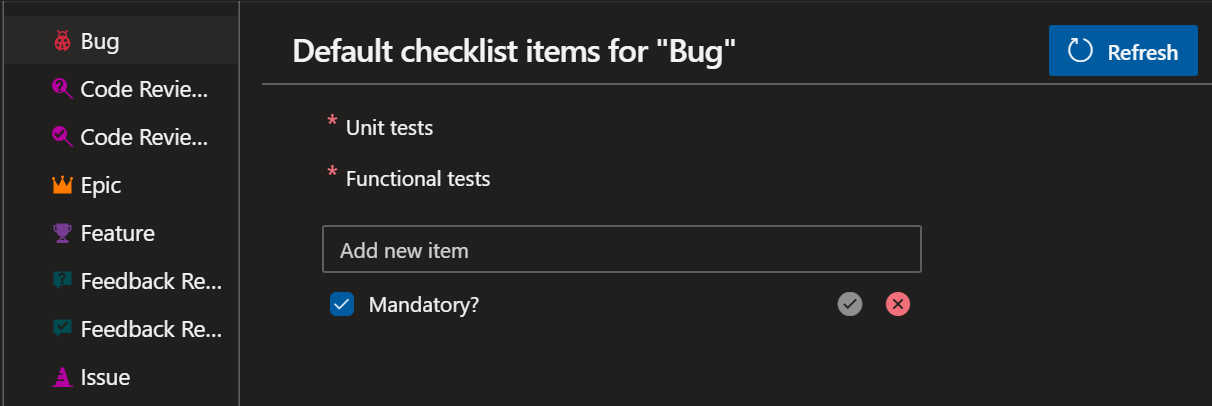 Bug
Code Revie...
Code Revie...
Epic
Feature
Feedback Re...
Feedback Re...
Issue
Default checklist items for "Bug"
Refresh
* Unit tests
* Functional tests
Add new item
Mandatory?